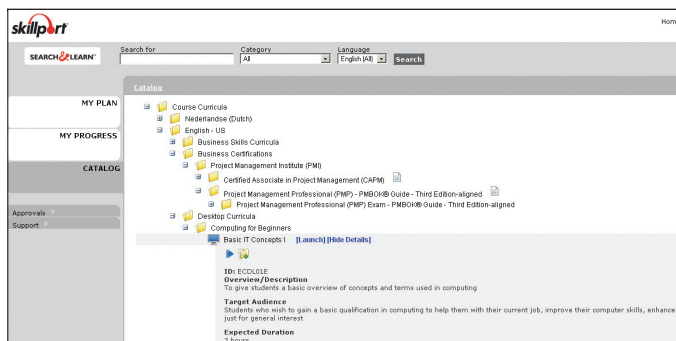 skillport
Hom
SEARCH & LEARN
Search for Category Language
All English (All) Search
Catalog
MY PLAN
MY PROGRESS
CATALOG
Approvals
Support
Course Curricula
Nederlandse (Dutch)
English - US
Business Skills Curricula
Business Certifications
Project Management Institute (PMI)
Certified Associate in Project Management (CAPM)
Project Management Professional (PMP) - PMBOK® Guide - Third Edition-aligned
Project Management Professional (PMP) Exam - PMBOK® Guide - Third Edition-aligned
Desktop Curricula
Computing for Beginners
Basic IT Concepts I [Launch] [Hide Details]
ID: ECDL01E
Overview/Description
To give students a basic overview of concepts and terms used in computing
Target Audience
Students who wish to gain a basic qualification in computing to help them with their current job, improve their computer skills, enhance
just for general interest
Expected Duration
3 hours